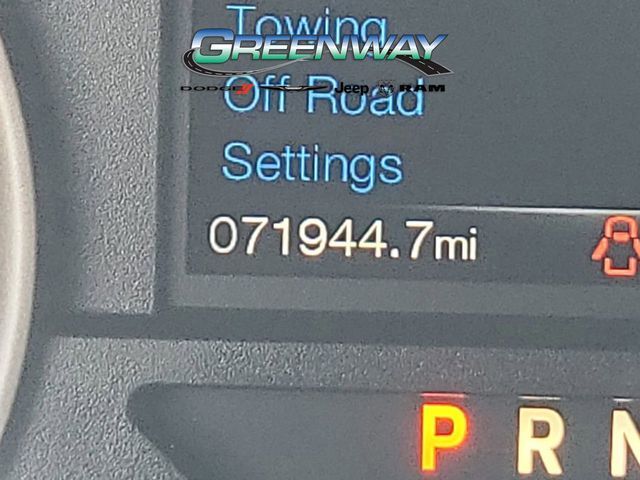 Towing
GREENWAY
DODGE Jeep RAM
Off Road
Settings
071944.7mi
P R N